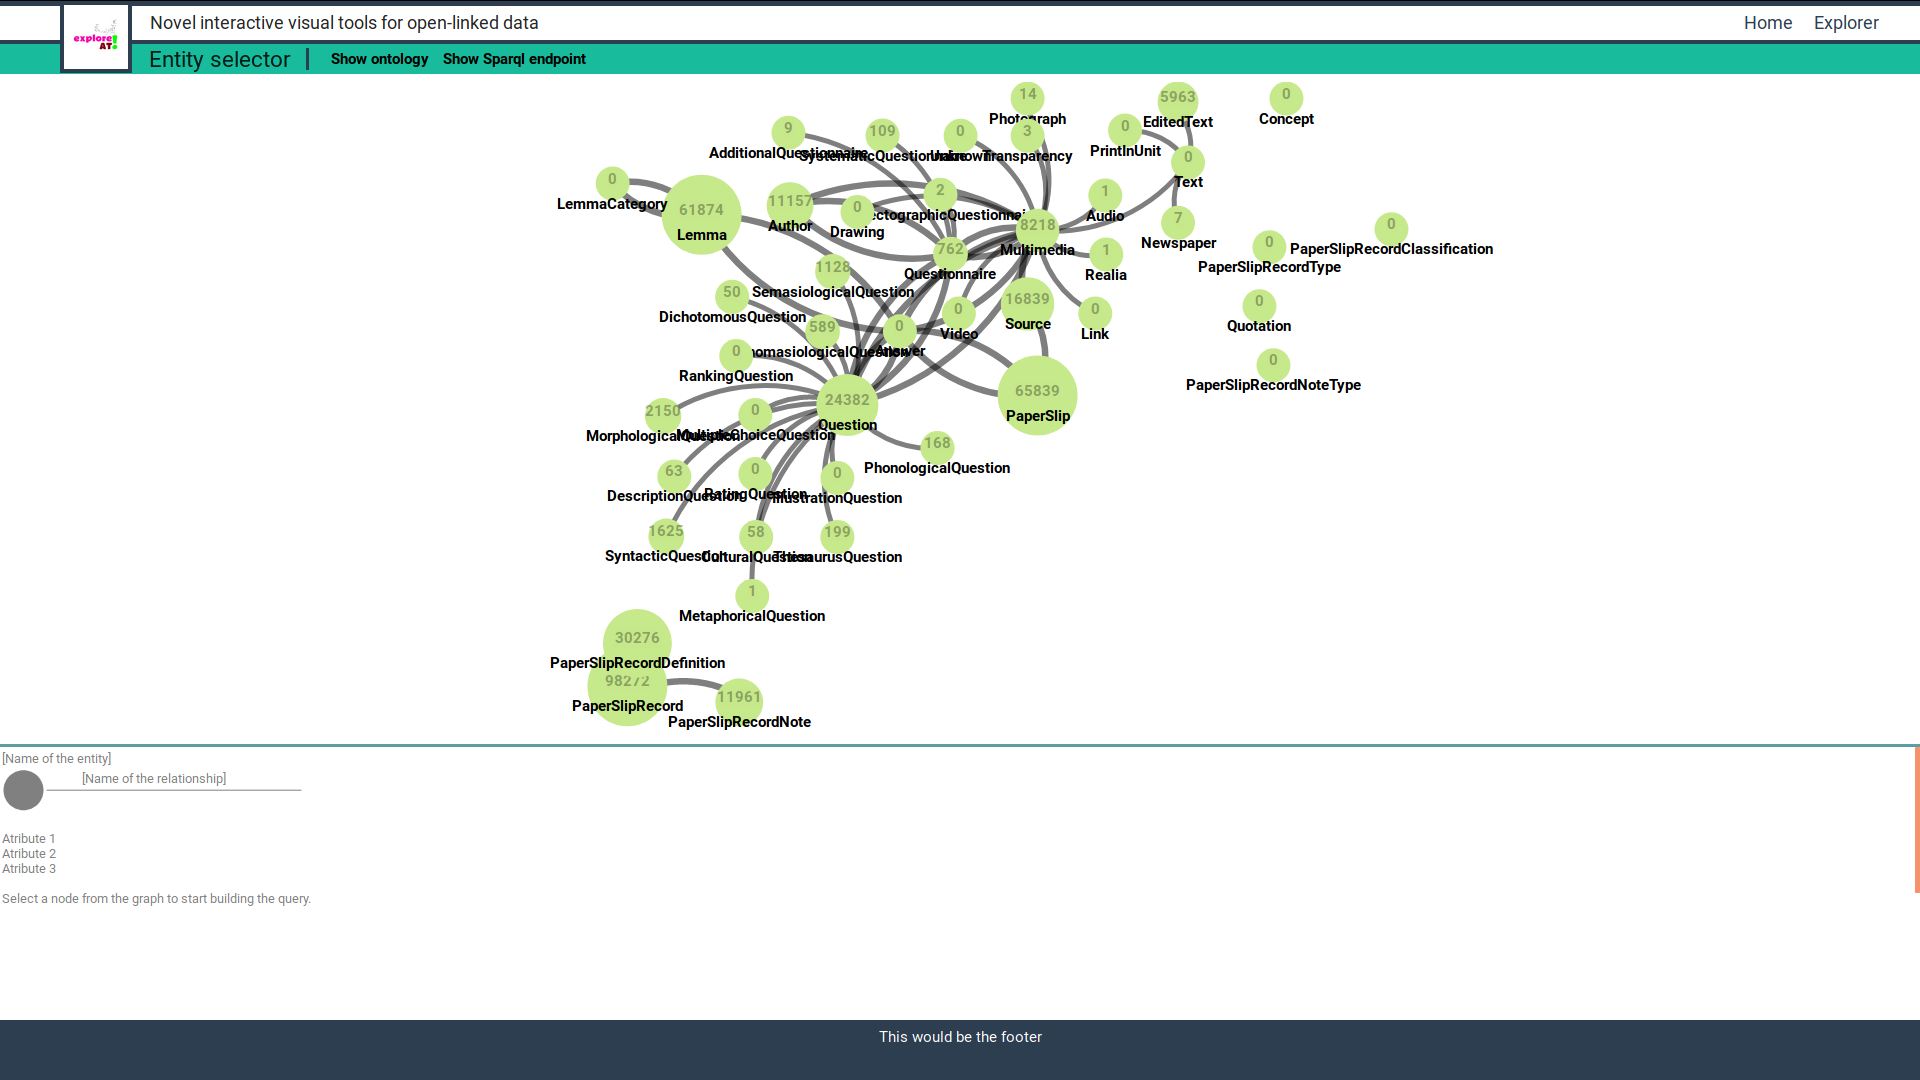 Novel interactive visual tools for open-linked data
Home
Explorer
explore
AT!
Entity selector
Show ontology
Show Sparql endpoint
14
Photograph
5963
EditedText
0
Concept
9
AdditionalQuestionnaire
109
SystematicQuestionnaire
0
Unknown
3
Transparency
0
PrintInUnit
0
Text
0
LemmaCategory
61874
Lemma
11157
Author
0
Drawing
2
1
Audio
8218
Multimedia
7
Newspaper
0
PaperSlipRecordClassification
0
PaperSlipRecordType
762
Questionnaire
1
Realia
1128
SemasiologicalQuestion
50
DichotomousQuestion
589
0
Answer
0
Video
16839
Source
0
Link
0
Quotation
0
RankingQuestion
0
PaperSlipRecordNoteType
24382
Question
65839
PaperSlip
2150
MorphologicalQuestion
0
MultipleChoiceQuestion
168
PhonologicalQuestion
63
DescriptionQuestion
0
RatingQuestion
0
IllustrationQuestion
1625
SyntacticQuestion
58
CulturalQuestion
199
ThesaurusQuestion
1
MetaphoricalQuestion
30276
PaperSlipRecordDefinition
98272
PaperSlipRecord
11961
PaperSlipRecordNote
[Name of the entity]
[Name of the relationship]
Atribute 1
Atribute 2
Atribute 3
Select a node from the graph to start building the query.
This would be the footer